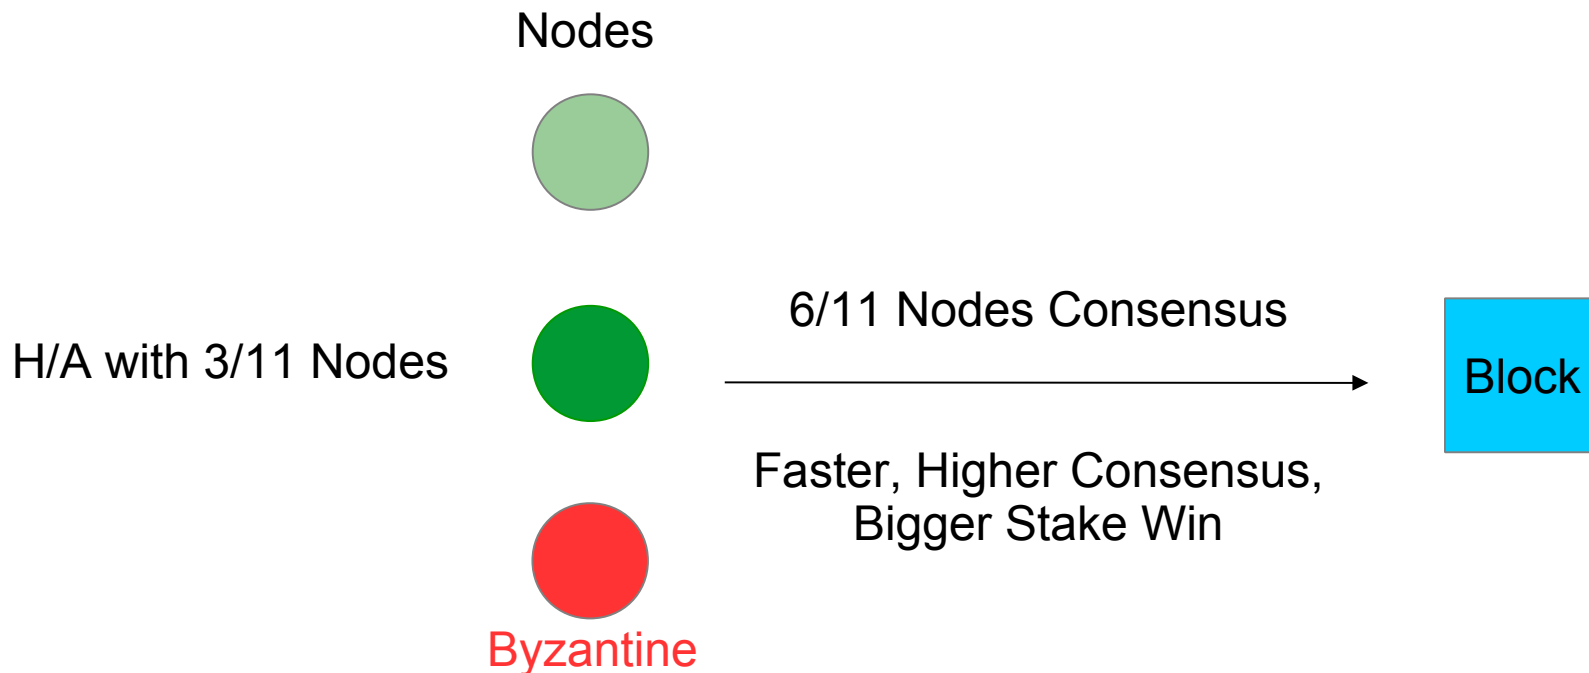 Nodes
H/A with 3/11 Nodes
6/11 Nodes Consensus
Faster, Higher Consensus,
Bigger Stake Win
Block
Byzantine